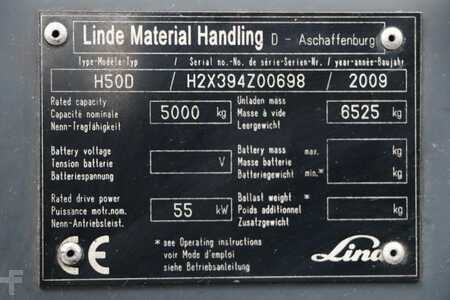 Linde Material Handling D - Aschaffenburg
Type-Modèle-Typ / Serial no.-No. de série-Serien-Nr. / year-année-Baujahr
H50D / H2X394Z00698 / 2009
Rated capacity
Capacité nominale
Nenn-Tragfähigkeit
5000 kg
Unladen mass
Masse à vide
Leergewicht
6525 kg
Battery voltage
Tension batterie
Batteriespannung
V
Battery mass max. kg
Masse batterie
Batteriegewicht min.* kg
Rated drive power
Puissance motr.nom.
Nenn-Antriebsleist.
55 kW
Ballast weight *
Poids additionnel
Zusatzgewicht
kg
* see Operating instructions
voir Mode d'emploi
siehe Betriebsanleitung
CE
Linde